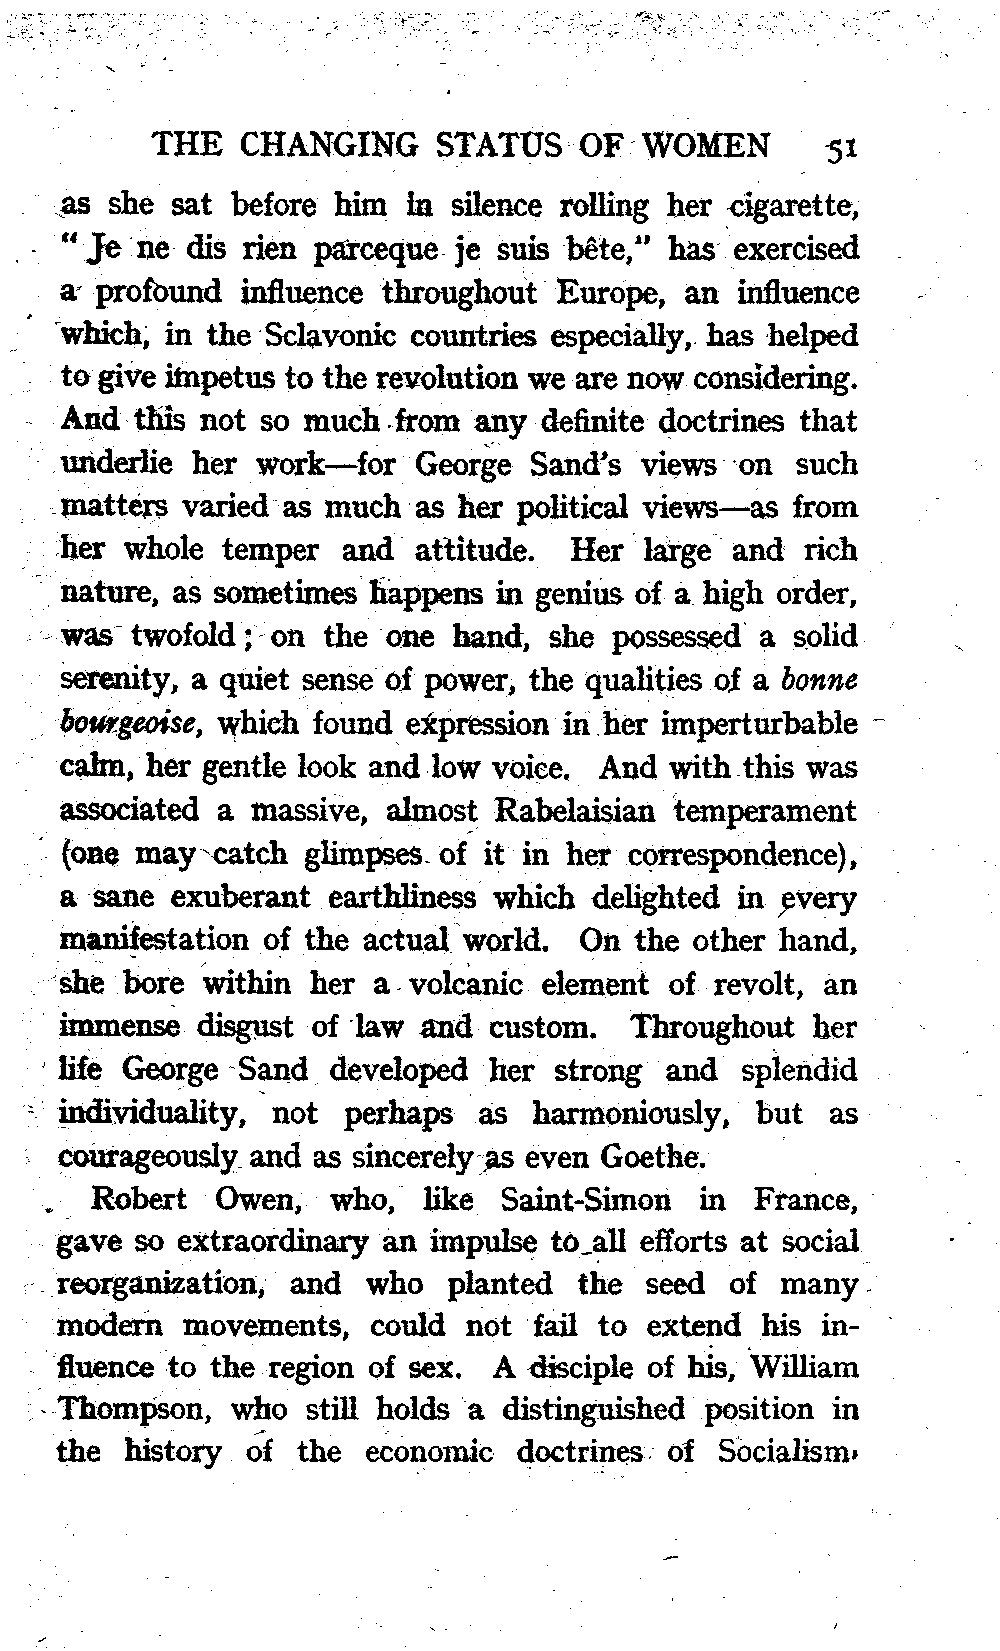 THE CHANGING STATUS OF WOMEN 51
as she sat before him in silence rolling her cigarette,
“ Je ne dis rien parceque je suis bête,” has exercised
a profound influence throughout Europe, an influence
which, in the Sclavonic countries especially, has helped
to give impetus to the revolution we are now considering.
And this not so much from any definite doctrines that
underlie her work—for George Sand’s views on such
matters varied as much as her political views—as from
her whole temper and attitude. Her large and rich
nature, as sometimes happens in genius of a high order,
was twofold ; on the one hand, she possessed a solid
serenity, a quiet sense of power, the qualities of a bonne
bourgeoise, which found expression in her imperturbable
calm, her gentle look and low voice. And with this was
associated a massive, almost Rabelaisian temperament
(one may catch glimpses of it in her correspondence),
a sane exuberant earthliness which delighted in every
manifestation of the actual world. On the other hand,
she bore within her a volcanic element of revolt, an
immense disgust of law and custom. Throughout her
life George Sand developed her strong and splendid
individuality, not perhaps as harmoniously, but as
courageously and as sincerely as even Goethe.
Robert Owen, who, like Saint-Simon in France,
gave so extraordinary an impulse to all efforts at social
reorganization, and who planted the seed of many
modern movements, could not fail to extend his in-
fluence to the region of sex. A disciple of his, William
Thompson, who still holds a distinguished position in
the history of the economic doctrines of Socialism,